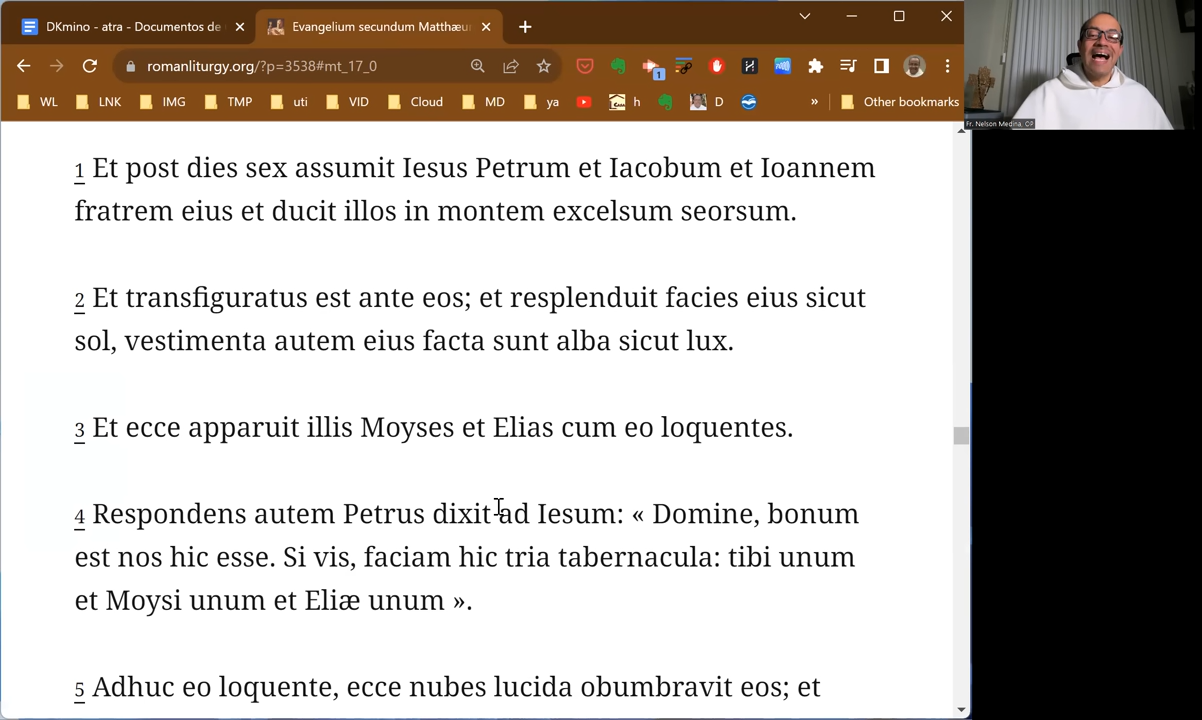 DKmino - atra - Documentos de
Evangelium secundum Matthæu
romanliturgy.org/?p=3538#mt_17_0
1
WL LNK IMG TMP uti VID Cloud MD ya h D » Other bookmarks
Fr. Nelson Medina, OP
1 Et post dies sex assumit Iesus Petrum et Iacobum et Ioannem
fratrem eius et ducit illos in montem excelsum seorsum.
2 Et transfiguratus est ante eos; et resplenduit facies eius sicut
sol, vestimenta autem eius facta sunt alba sicut lux.
3 Et ecce apparuit illis Moyses et Elias cum eo loquentes.
4 Respondens autem Petrus dixit ad Iesum: « Domine, bonum
est nos hic esse. Si vis, faciam hic tria tabernacula: tibi unum
et Moysi unum et Eliæ unum ».
5 Adhuc eo loquente, ecce nubes lucida obumbravit eos; et